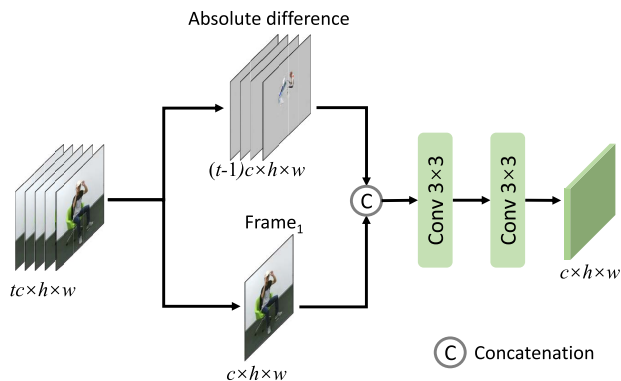 Absolute difference
(t-1)c×h×w
tc×h×w
Frame₁
c×h×w
C
Conv 3×3
Conv 3×3
c×h×w
C Concatenation